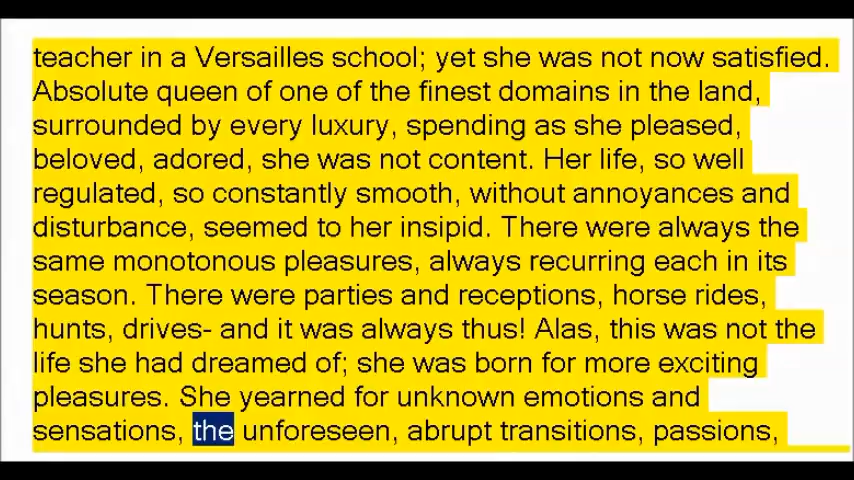 teacher in a Versailles school; yet she was not now satisfied.
Absolute queen of one of the finest domains in the land,
surrounded by every luxury, spending as she pleased,
beloved, adored, she was not content. Her life, so well
regulated, so constantly smooth, without annoyances and
disturbance, seemed to her insipid. There were always the
same monotonous pleasures, always recurring each in its
season. There were parties and receptions, horse rides,
hunts, drives- and it was always thus! Alas, this was not the
life she had dreamed of; she was born for more exciting
pleasures. She yearned for unknown emotions and
sensations, the unforeseen, abrupt transitions, passions,